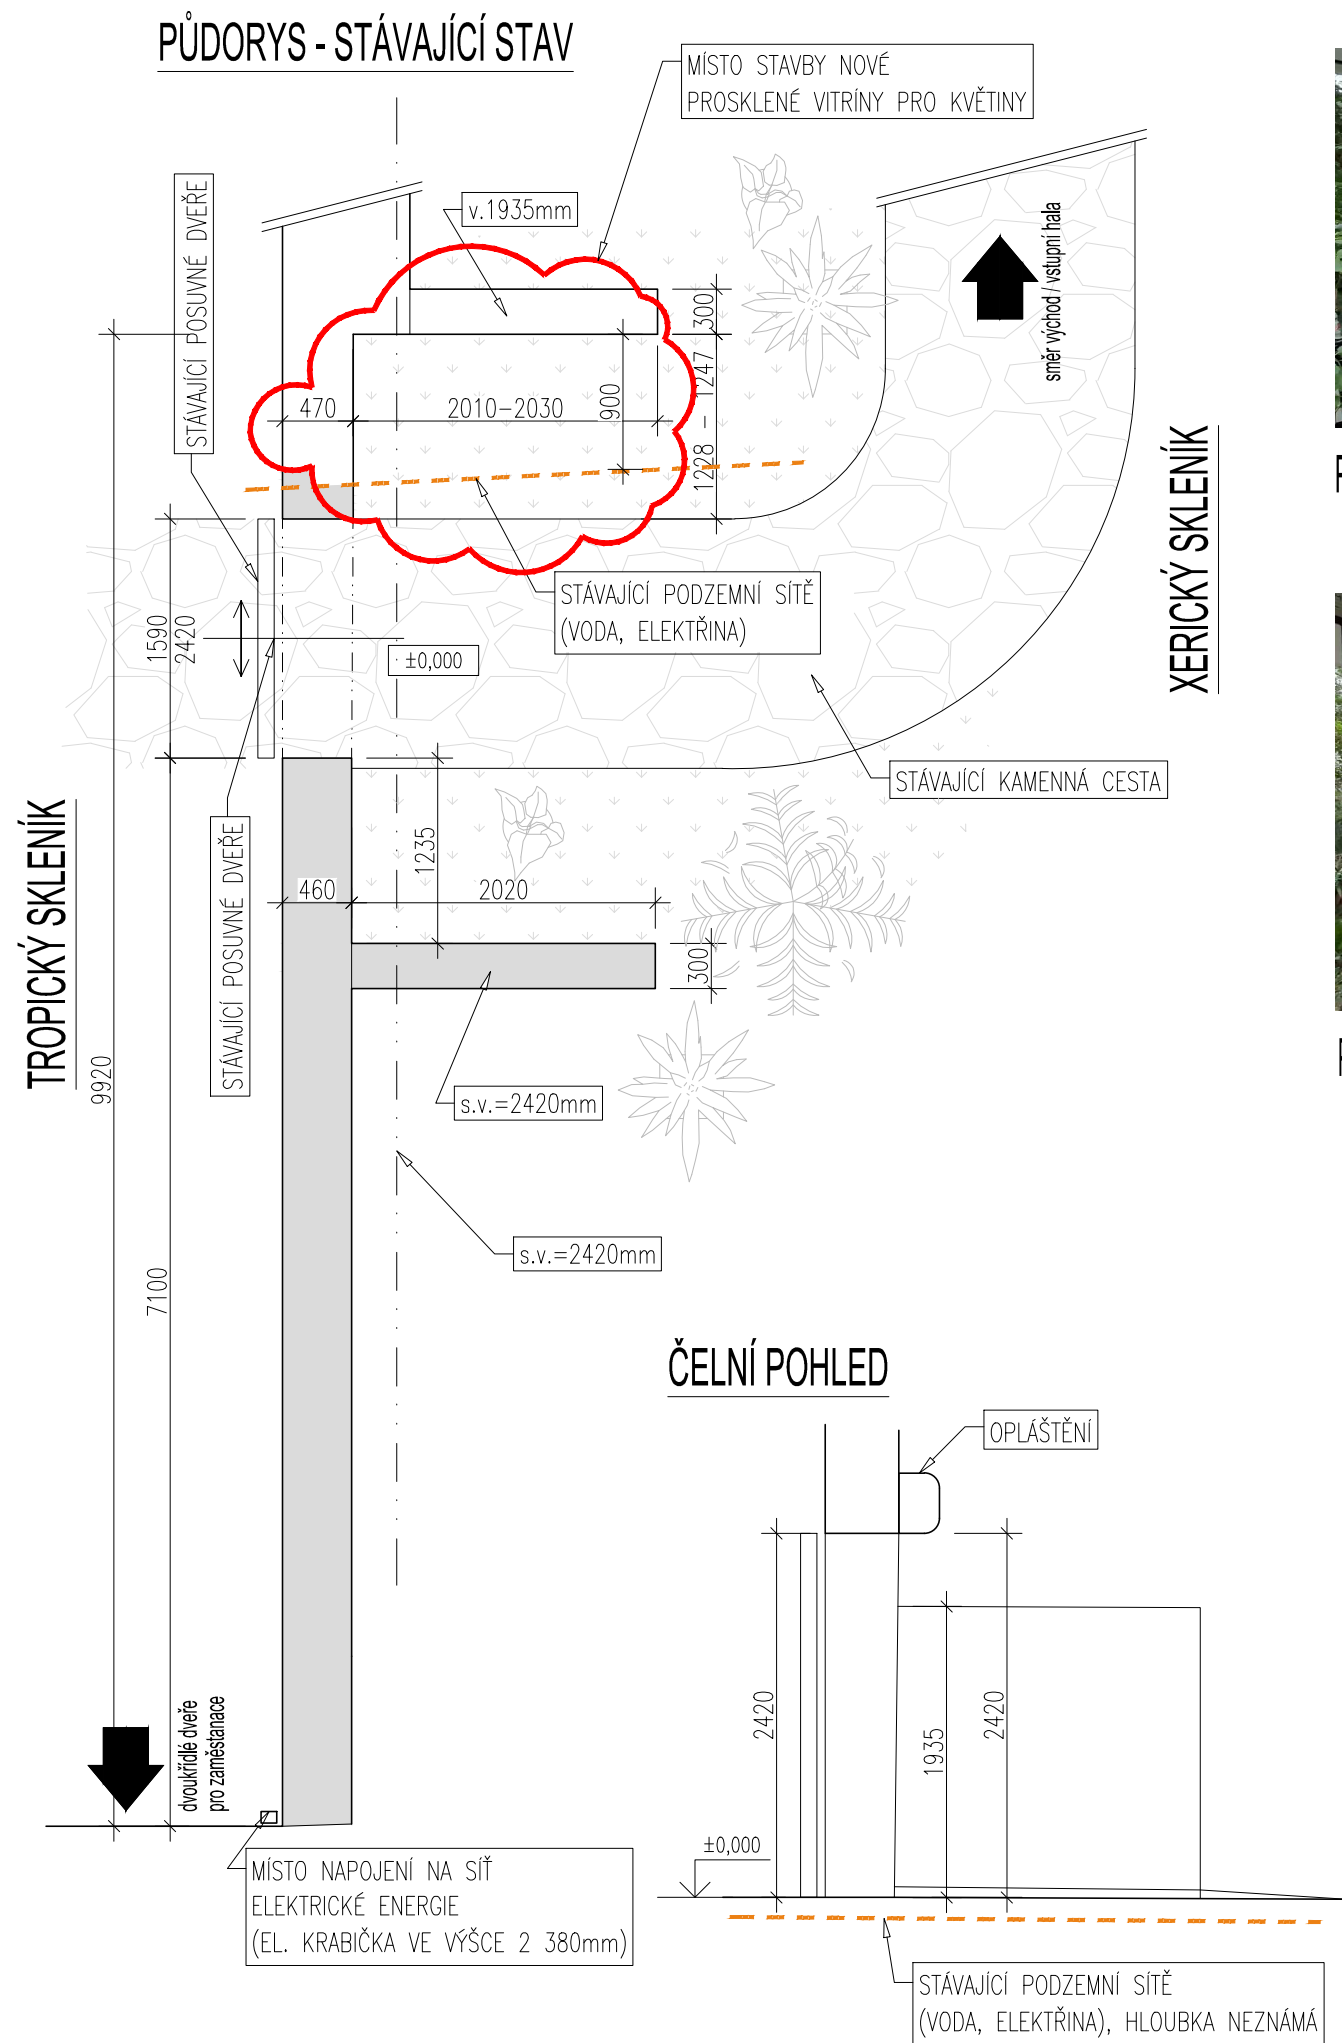 PŮDORYS - STÁVAJÍCÍ STAV
MÍSTO STAVBY NOVÉ
PROSKLENÉ VITRÍNY PRO KVĚTINY
STÁVAJÍCÍ POSUVNÉ DVEŘE
v.1935mm
300
1228 - 1247
900
470
2010-2030
směr východ / vstupní hala
XERICKÝ SKLENÍK
STÁVAJÍCÍ PODZEMNÍ SÍTĚ
(VODA, ELEKTŘINA)
1590
2420
±0,000
STÁVAJÍCÍ KAMENNÁ CESTA
TROPICKÝ SKLENÍK
STÁVAJÍCÍ POSUVNÉ DVEŘE
1235
460
2020
300
9920
s.v.=2420mm
7100
s.v.=2420mm
dvoukřídlé dveře
pro zaměstanace
MÍSTO NAPOJENÍ NA SÍŤ
ELEKTRICKÉ ENERGIE
(EL. KRABIČKA VE VÝŠCE 2 380mm)
ČELNÍ POHLED
OPLÁŠTĚNÍ
2420
1935
2420
±0,000
STÁVAJÍCÍ PODZEMNÍ SÍTĚ
(VODA, ELEKTŘINA), HLOUBKA NEZNÁMÁ